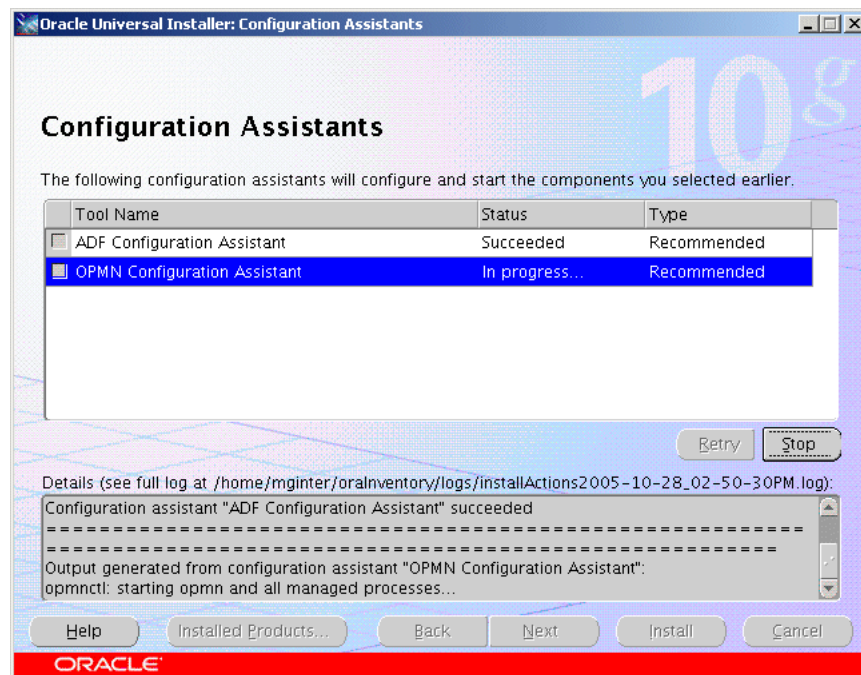 Oracle Universal Installer: Configuration Assistants
10g
Configuration Assistants
The following configuration assistants will configure and start the components you selected earlier.
Tool Name Status Type
ADF Configuration Assistant Succeeded Recommended
OPMN Configuration Assistant In progress... Recommended
Retry Stop
Details (see full log at /home/mginter/oraInventory/logs/installActions2005-10-28_02-50-30PM.log):
Configuration assistant "ADF Configuration Assistant" succeeded
===========================================================
=========================================================
Output generated from configuration assistant "OPMN Configuration Assistant":
opmnctl: starting opmn and all managed processes...
Help Installed Products... Back Next Install Cancel
ORACLE